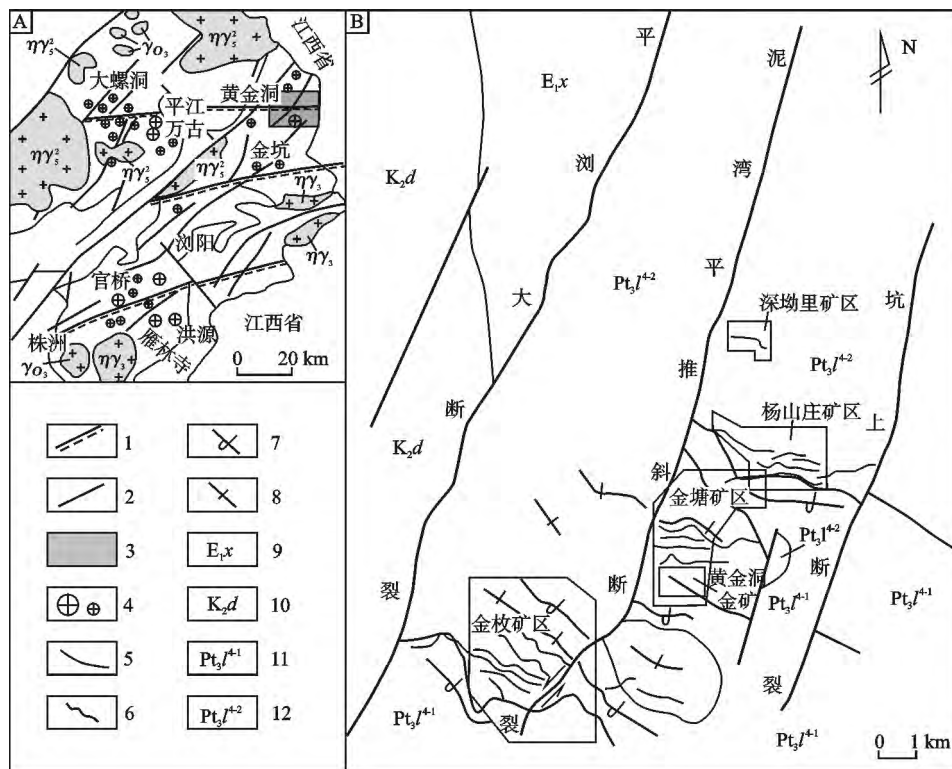 A
江西省
ηγ₅²
γO₃
ηγ₅²
大螺洞
黄金洞
平江
万古
ηγ₅²
ηγ₅²
金坑
ηγ₃
浏阳
ηγ₃
官桥
株洲
洪源
江西省
雁林寺
γO₃
ηγ₃
0 20 km
1
2
3
4
5
6
7
8
E₁x 9
K₂d 10
Pt₃l⁴⁻¹ 11
Pt₃l⁴⁻² 12
B
N
E₁x
K₂d
K₂d
平浏大断裂
Pt₃l⁴⁻²
泥湾平推斜断裂
深坳里矿区
Pt₃l⁴⁻²
坑上断裂
杨山庄矿区
金塘矿区
Pt₃l⁴⁻²
黄金洞
金矿
Pt₃l⁴⁻¹
Pt₃l⁴⁻¹
金枚矿区
Pt₃l⁴⁻¹
Pt₃l⁴⁻¹
0 1 km